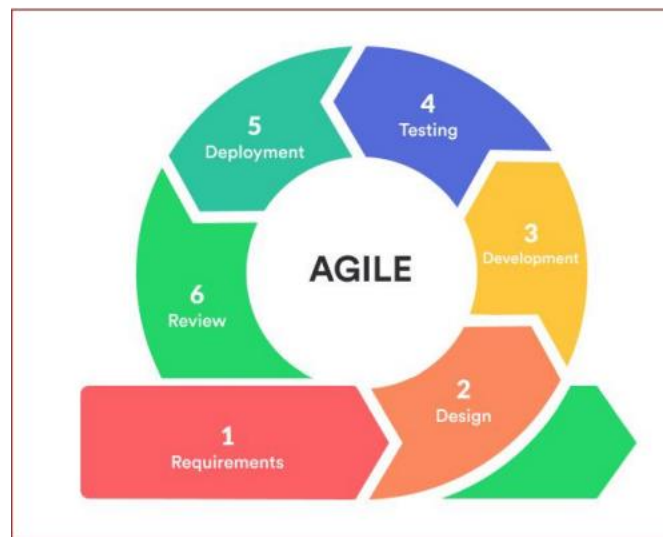 1
Requirements
2
Design
3
Development
4
Testing
5
Deployment
6
Review
AGILE